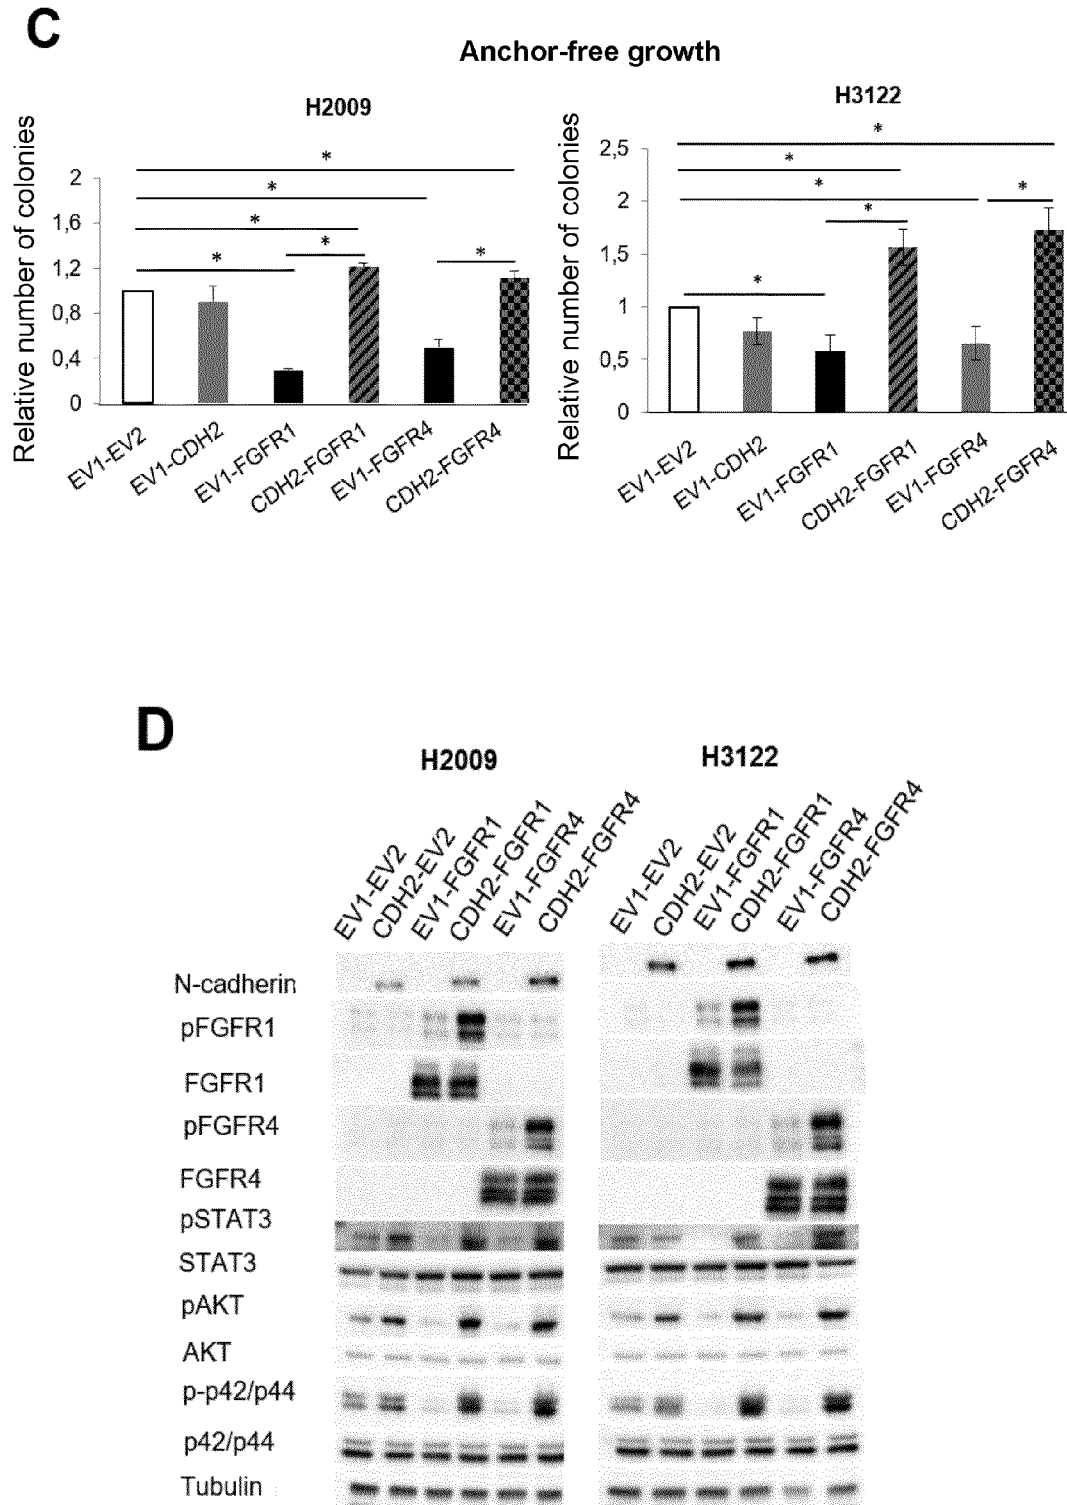 C
Anchor-free growth
H2009
Relative number of colonies
2
1,6
1,2
0,8
0,4
0
*
*
*
*
*
*
EV1-EV2
EV1-CDH2
EV1-FGFR1
CDH2-FGFR1
EV1-FGFR4
CDH2-FGFR4
H3122
Relative number of colonies
2,5
2
1,5
1
0,5
0
*
*
*
*
*
*
EV1-EV2
EV1-CDH2
EV1-FGFR1
CDH2-FGFR1
EV1-FGFR4
CDH2-FGFR4
D
H2009
EV1-EV2
CDH2-EV2
EV1-FGFR1
CDH2-FGFR1
EV1-FGFR4
CDH2-FGFR4
H3122
EV1-EV2
CDH2-EV2
EV1-FGFR1
CDH2-FGFR1
EV1-FGFR4
CDH2-FGFR4
N-cadherin
pFGFR1
FGFR1
pFGFR4
FGFR4
pSTAT3
STAT3
pAKT
AKT
p-p42/p44
p42/p44
Tubulin